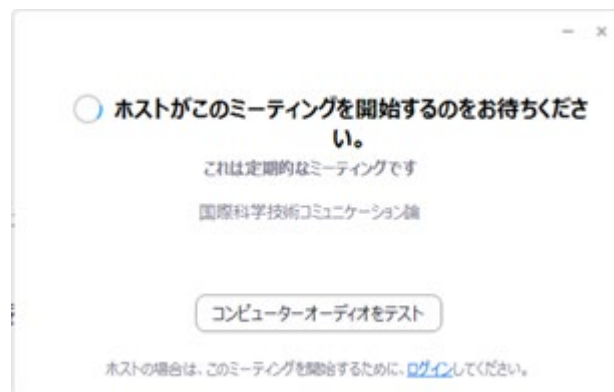 ホストがこのミーティングを開始するのをお待ちくださ
い。
これは定期的なミーティングです
国際科学技術コミュニケーション論
コンピューターオーディオをテスト
ホストの場合は、このミーティングを開始するために、ログインしてください。